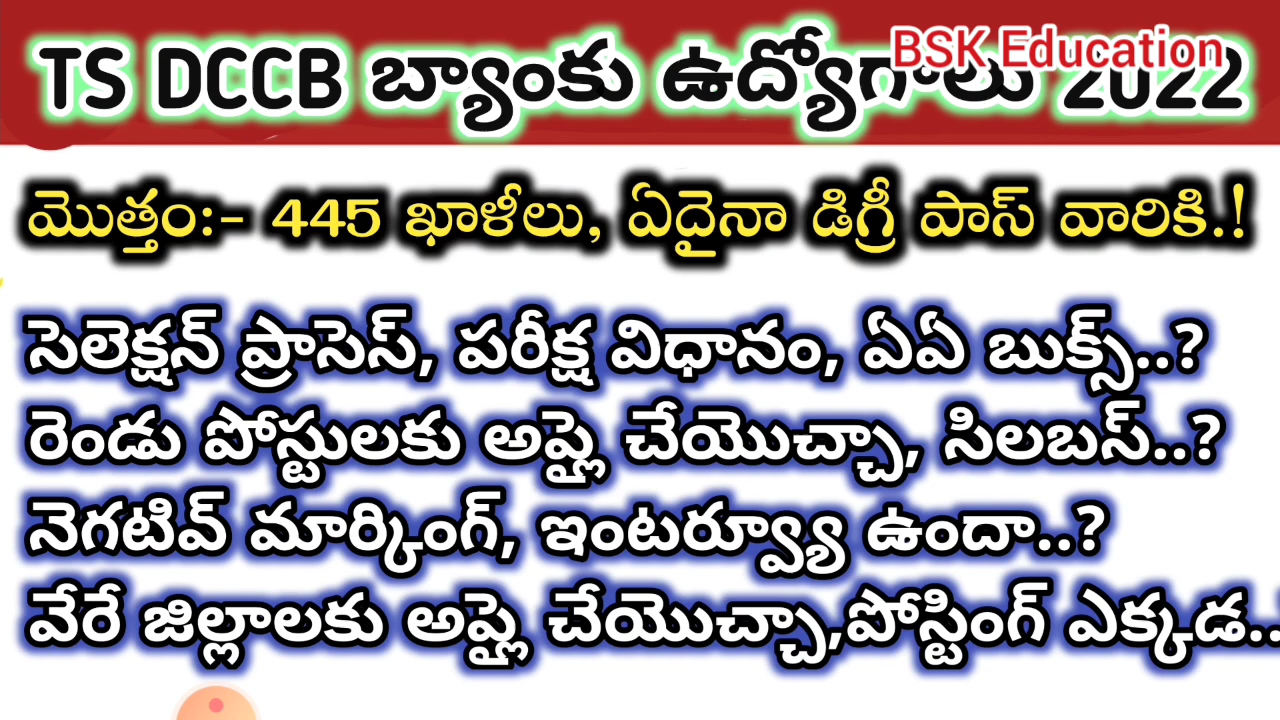 BSK Education
TS DCCB బ్యాంకు ఉద్యోగాలు 2022
మొత్తం:- 445 ఖాళీలు, ఏదైనా డిగ్రీ పాస్ వారికి.!
సెలెక్షన్ ప్రాసెస్, పరీక్ష విధానం, ఏఏ బుక్స్..?
రెండు పోస్టులకు అప్లై చేయొచ్చా, సిలబస్..?
నెగటివ్ మార్కింగ్, ఇంటర్వ్యూ ఉందా..?
వేరే జిల్లాలకు అప్లై చేయొచ్చా,పోస్టింగ్ ఎక్కడ..